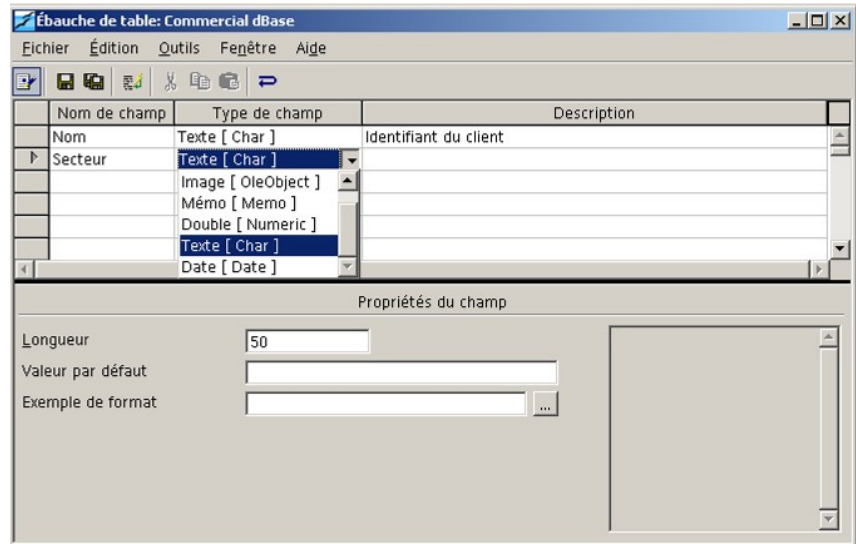 Ébauche de table: Commercial dBase
Fichier Édition Outils Fenêtre Aide
Nom de champ Type de champ Description
Nom Texte [ Char ] Identifiant du client
Secteur Texte [ Char ]
Image [ OleObject ]
Mémo [ Memo ]
Double [ Numeric ]
Texte [ Char ]
Date [ Date ]
Propriétés du champ
Longueur 50
Valeur par défaut
Exemple de format ...